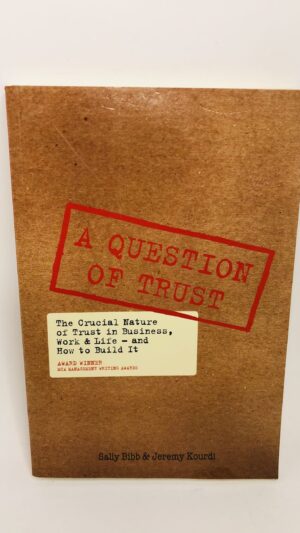 A QUESTION
OF TRUST
The Crucial Nature
of Trust in Business,
Work & Life – and
How to Build It
AWARD WINNER
MCA MANAGEMENT WRITING AWARDS
Sally Bibb & Jeremy Kourdi